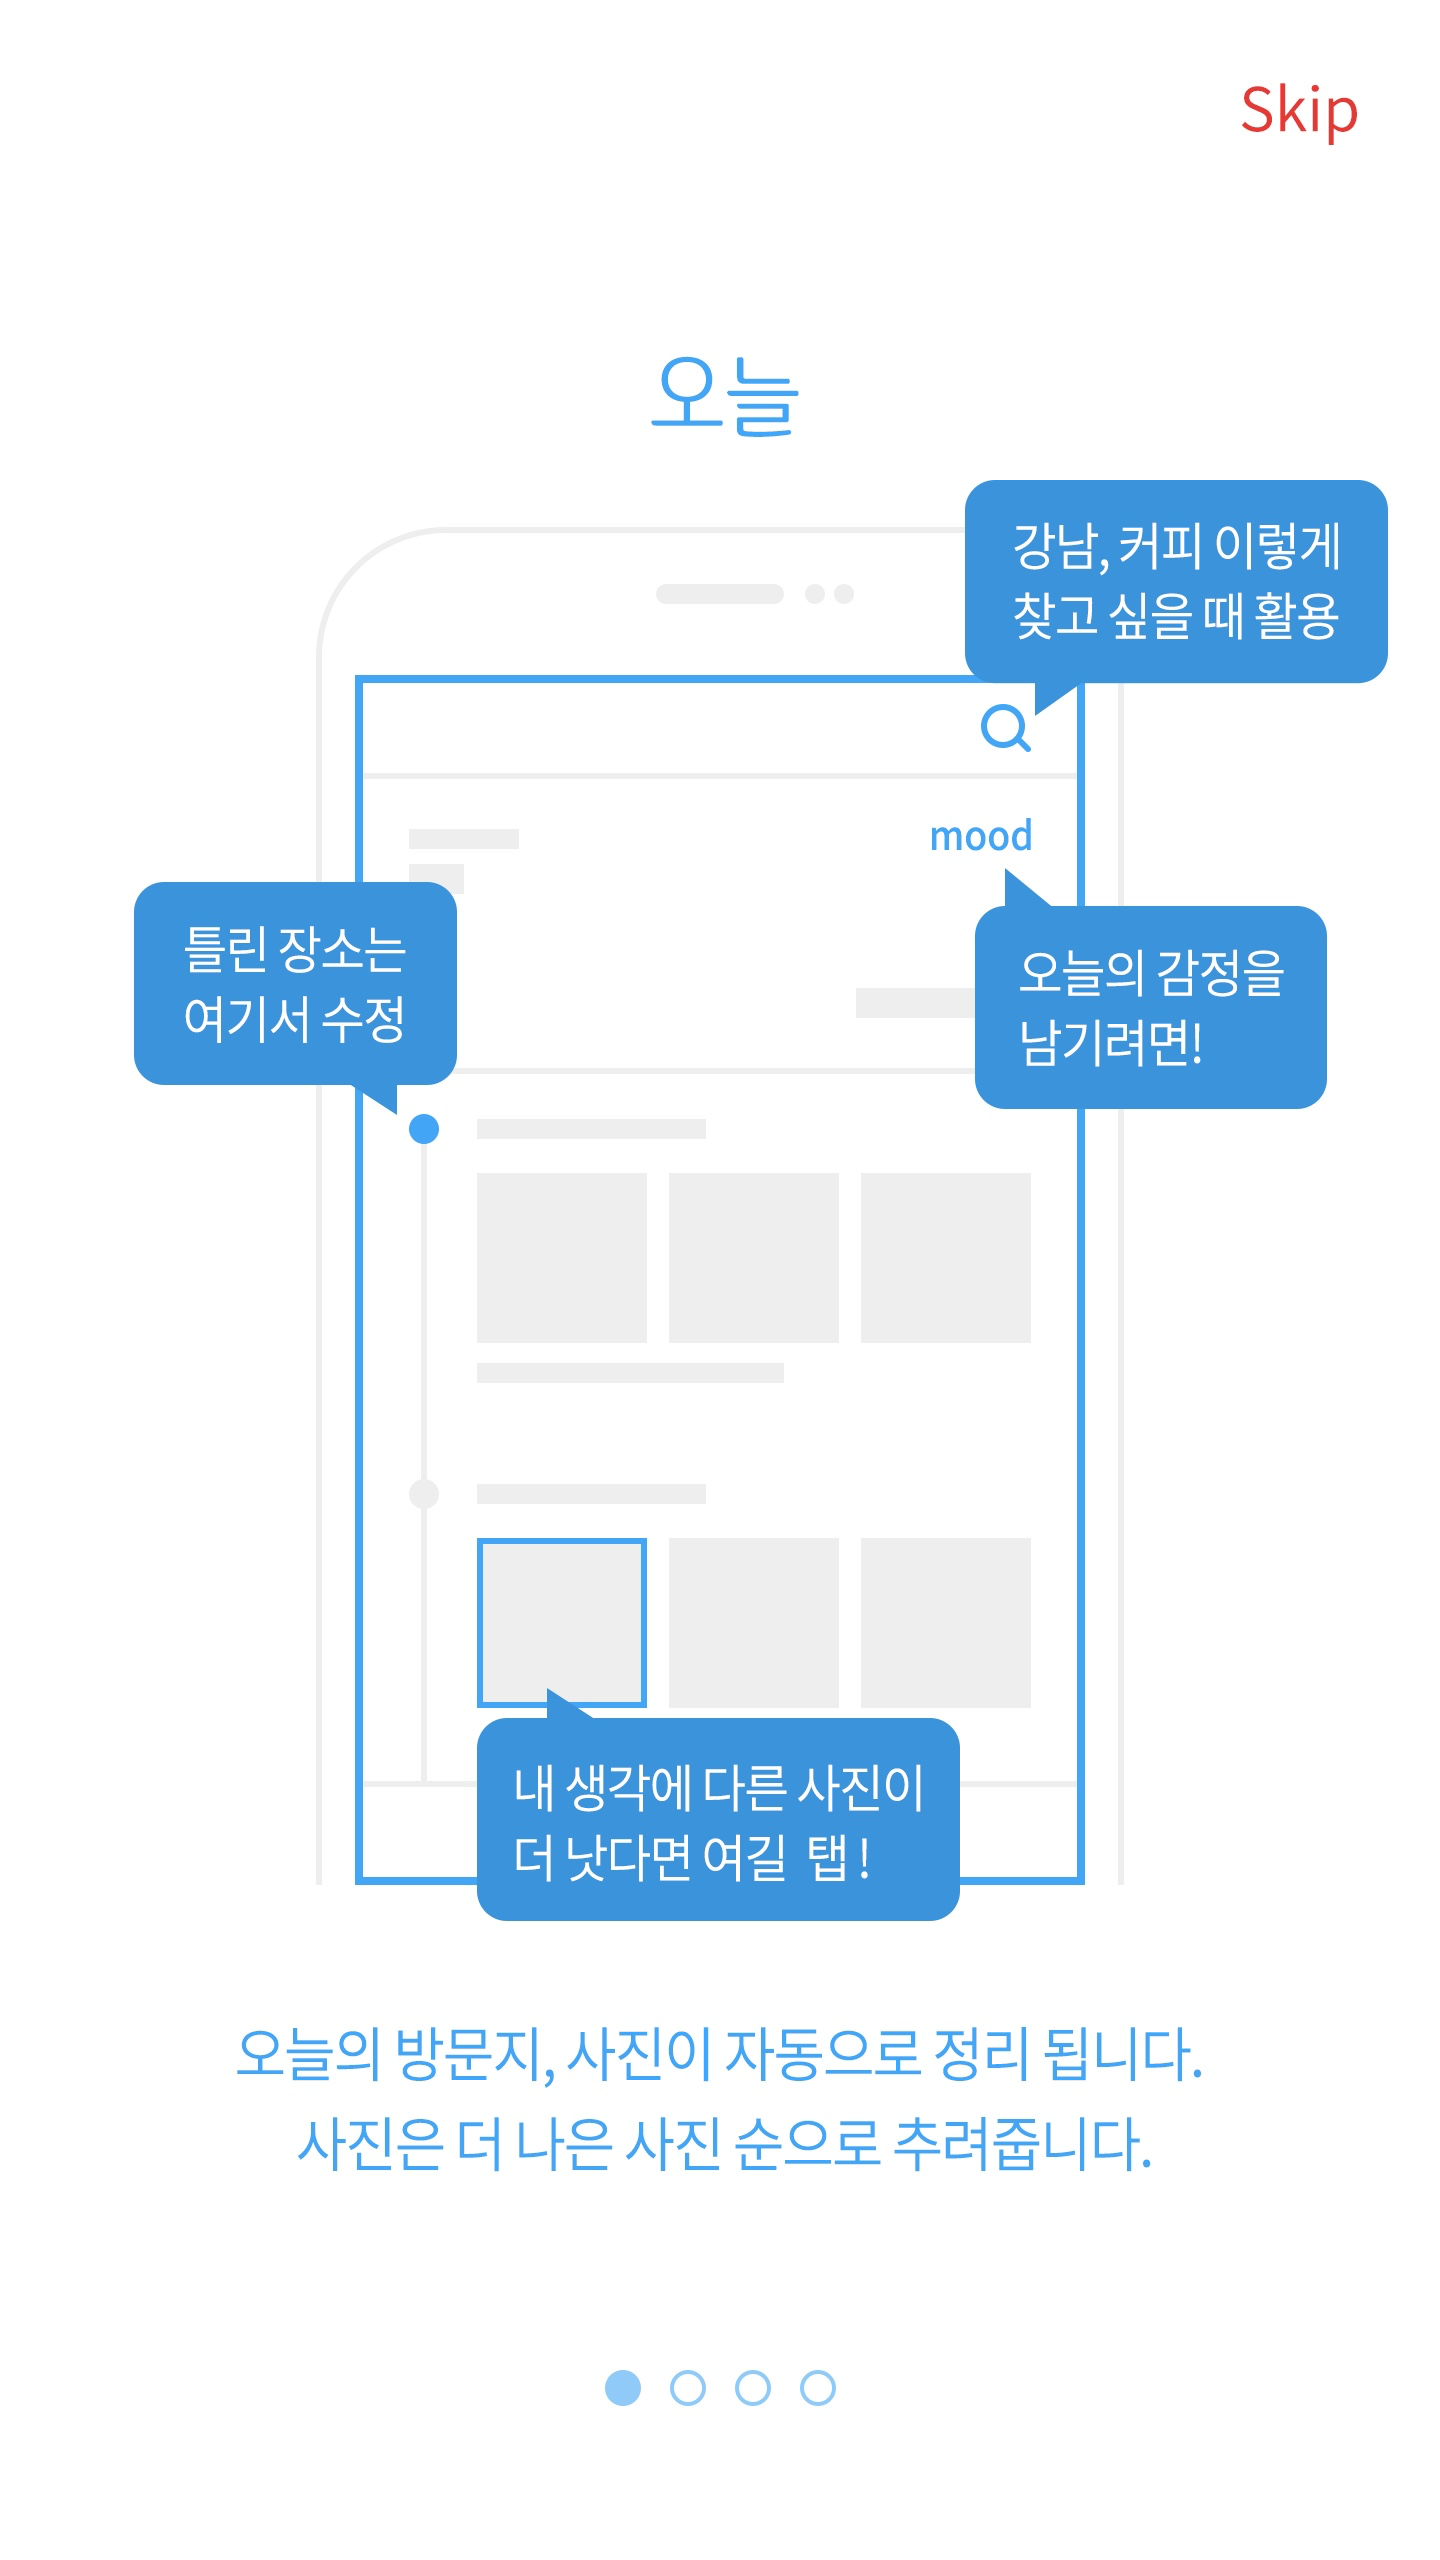 Skip
오늘
강남, 커피 이렇게
찾고 싶을 때 활용
mood
틀린 장소는
여기서 수정
오늘의 감정을
남기려면!
내 생각에 다른 사진이
더 낫다면 여길 탭 !
오늘의 방문지, 사진이 자동으로 정리 됩니다.
사진은 더 나은 사진 순으로 추려줍니다.